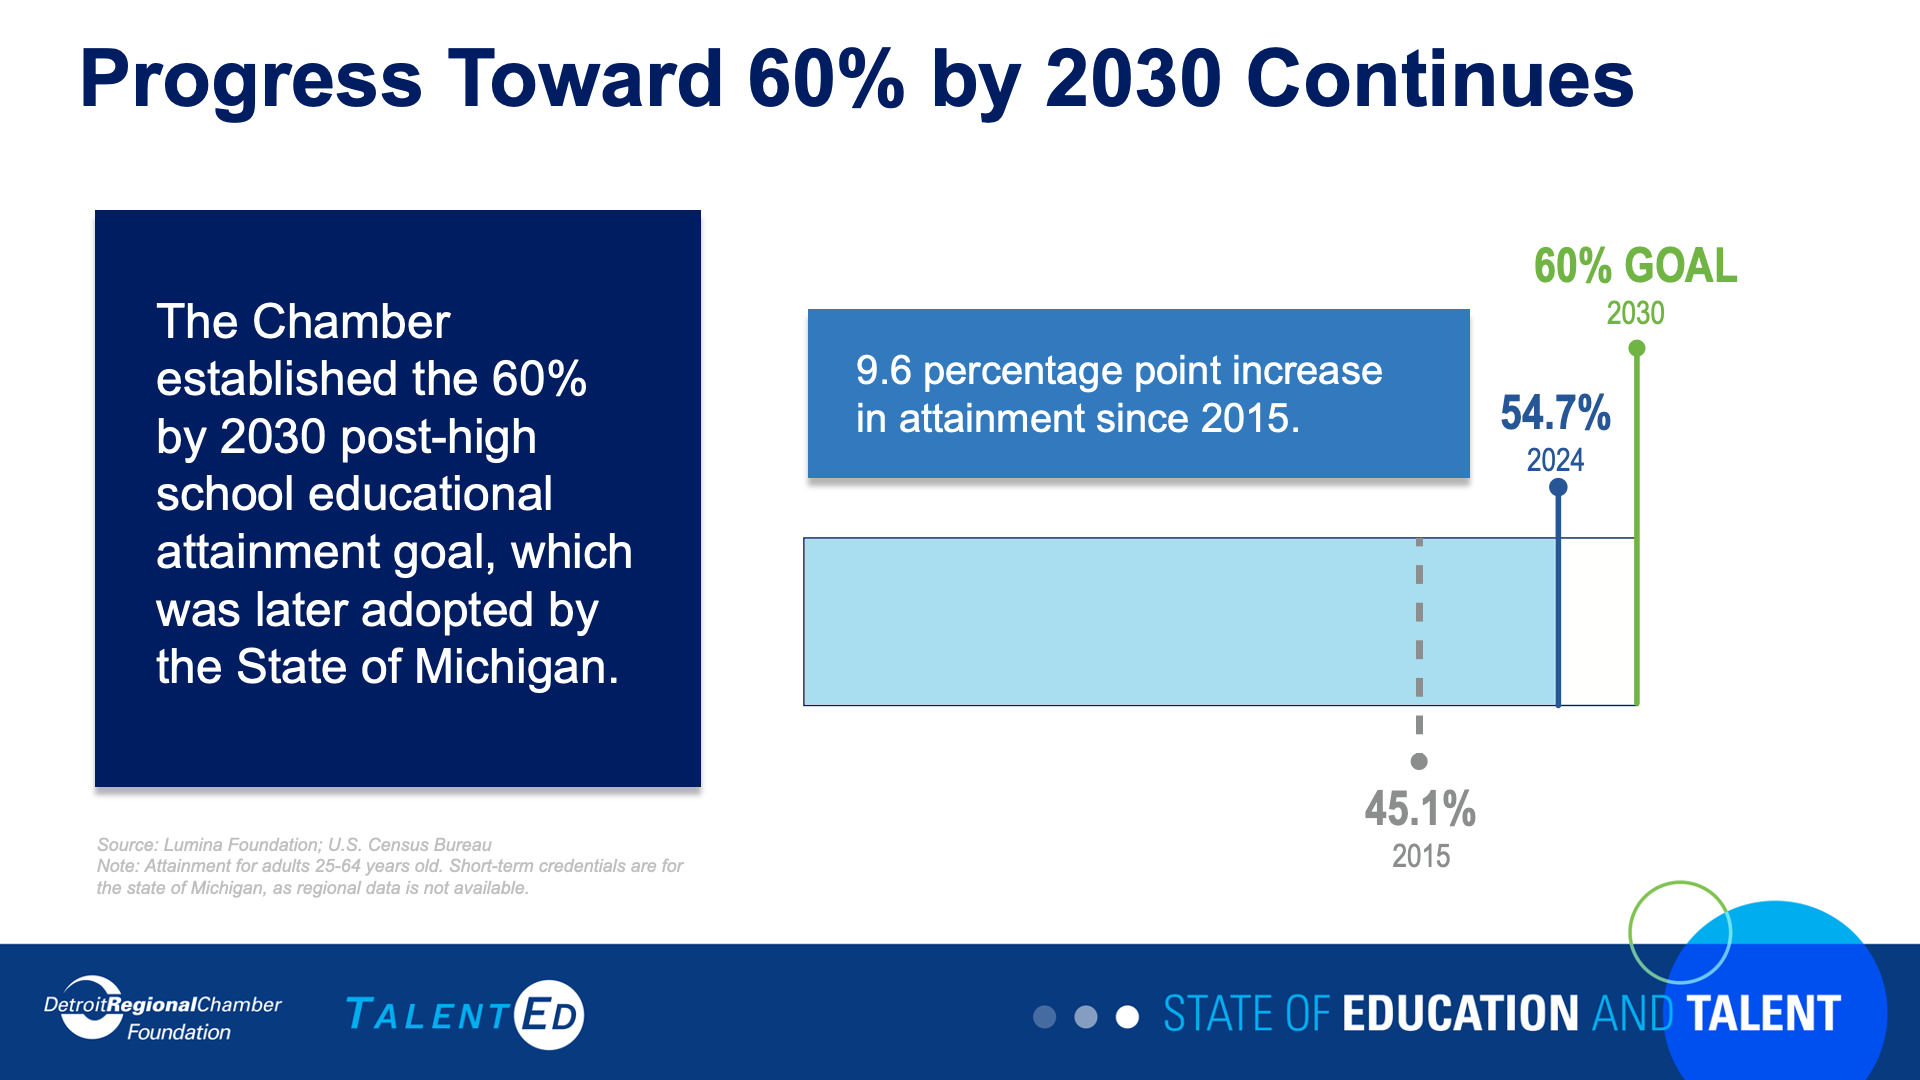 Progress Toward 60% by 2030 Continues
The Chamber
established the 60%
by 2030 post-high
school educational
attainment goal, which
was later adopted by
the State of Michigan.
9.6 percentage point increase
in attainment since 2015.
60% GOAL
2030
54.7%
2024
45.1%
2015
Source: Lumina Foundation; U.S. Census Bureau
Note: Attainment for adults 25-64 years old. Short-term credentials are for
the state of Michigan, as regional data is not available.
DetroitRegionalChamber
Foundation
TALENTED
STATE OF EDUCATION AND TALENT